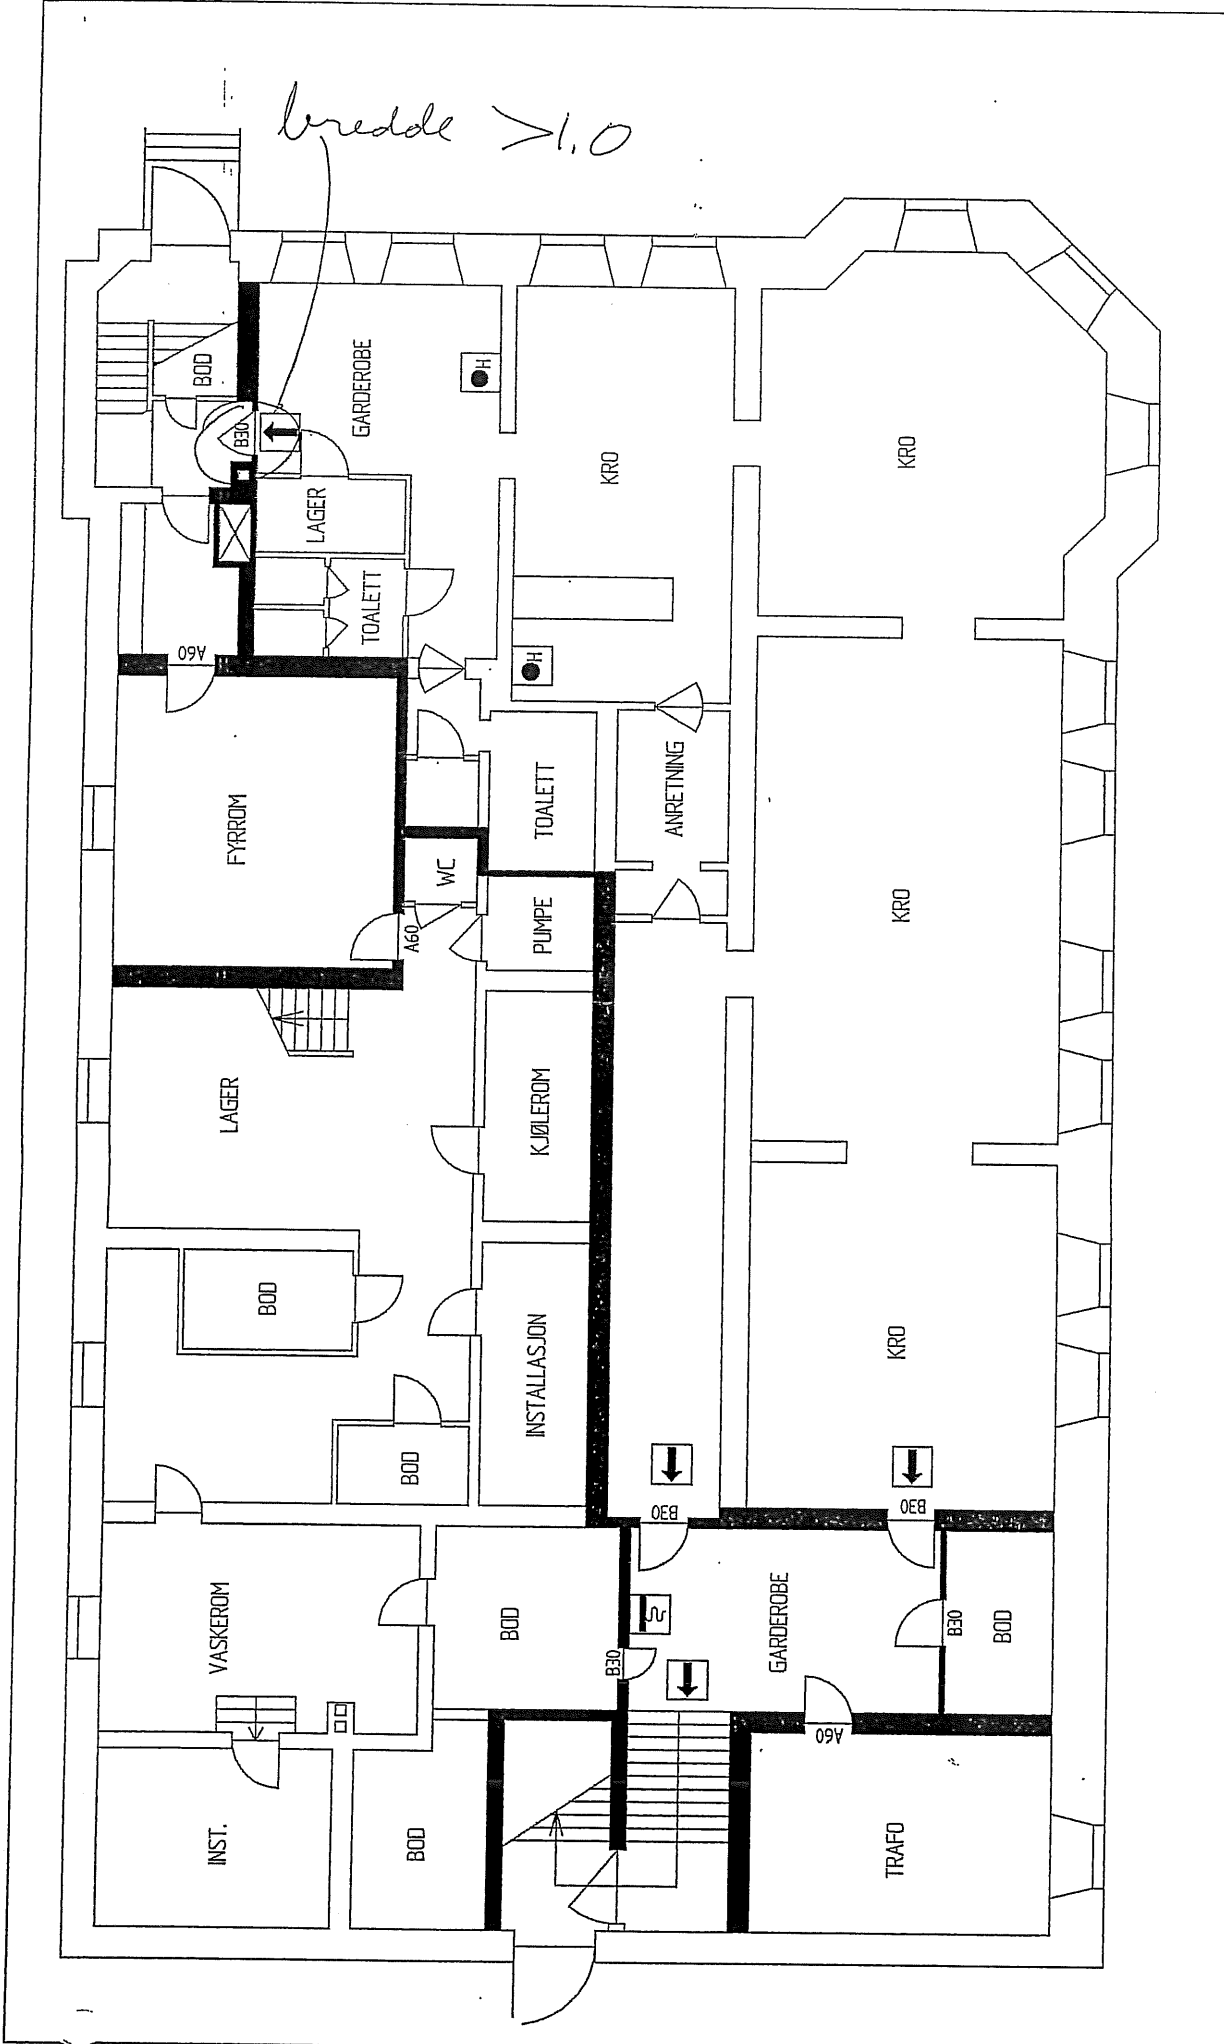 bredde >1.0
BOD
B30
GARDEROBE
H
KRO
KRO
LAGER
TOALETT
A60
H
FYRROM
WC
A60
TOALETT
ANRETNING
PUMPE
KRO
LAGER
KJØLEROM
BOD
INSTALLASJON
BOD
KRO
B30
B30
VASKEROM
BOD
B30
GARDEROBE
B30
BOD
A60
INST.
BOD
TRAFO